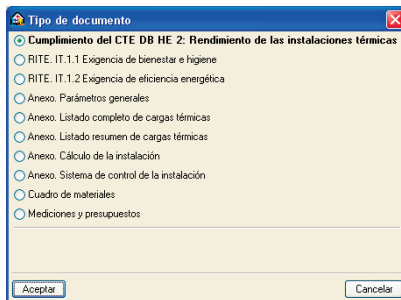 Tipo de documento
Cumplimiento del CTE DB HE 2: Rendimiento de las instalaciones térmicas
RITE. IT.1.1 Exigencia de bienestar e higiene
RITE. IT.1.2 Exigencia de eficiencia energética
Anexo. Parámetros generales
Anexo. Listado completo de cargas térmicas
Anexo. Listado resumen de cargas térmicas
Anexo. Cálculo de la instalación
Anexo. Sistema de control de la instalación
Cuadro de materiales
Mediciones y presupuestos
Aceptar
Cancelar